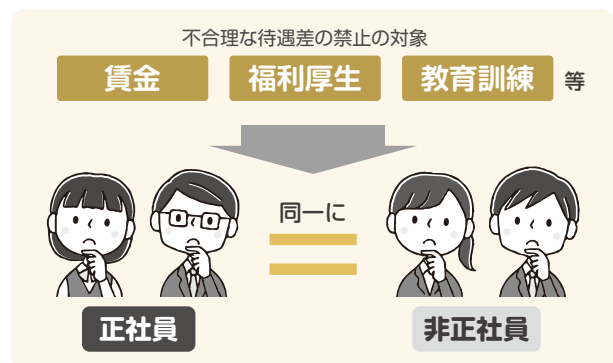 不合理な待遇差の禁止の対象
賃金 福利厚生 教育訓練 等
同一に
正社員 非正社員